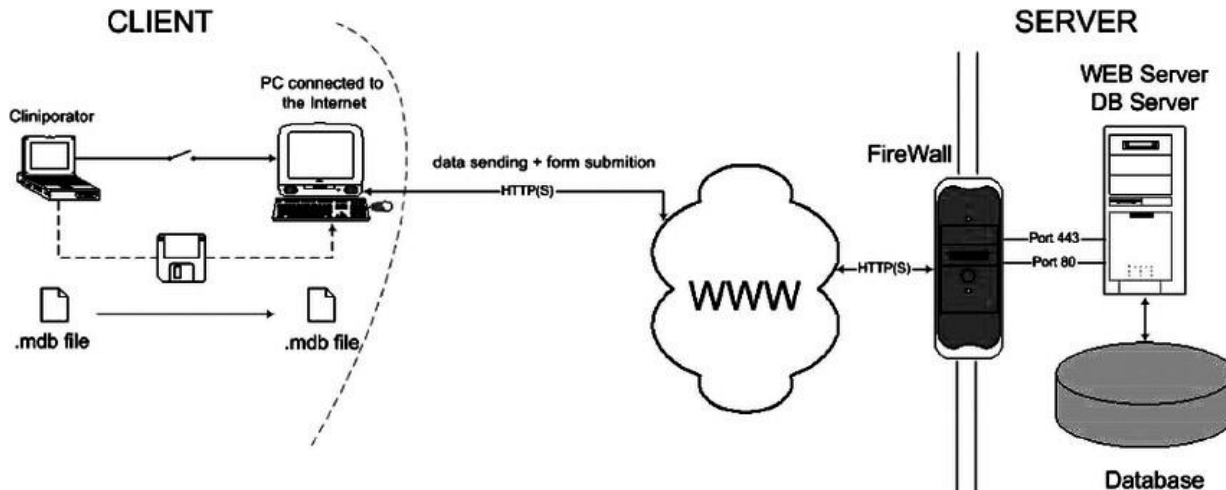 CLIENT
SERVER
PC connected to
the Internet
Cliniporator
WEB Server
DB Server
data sending + form submition
HTTP(S)
FireWall
Port 443
Port 80
HTTP(S)
WWW
.mdb file
.mdb file
Database